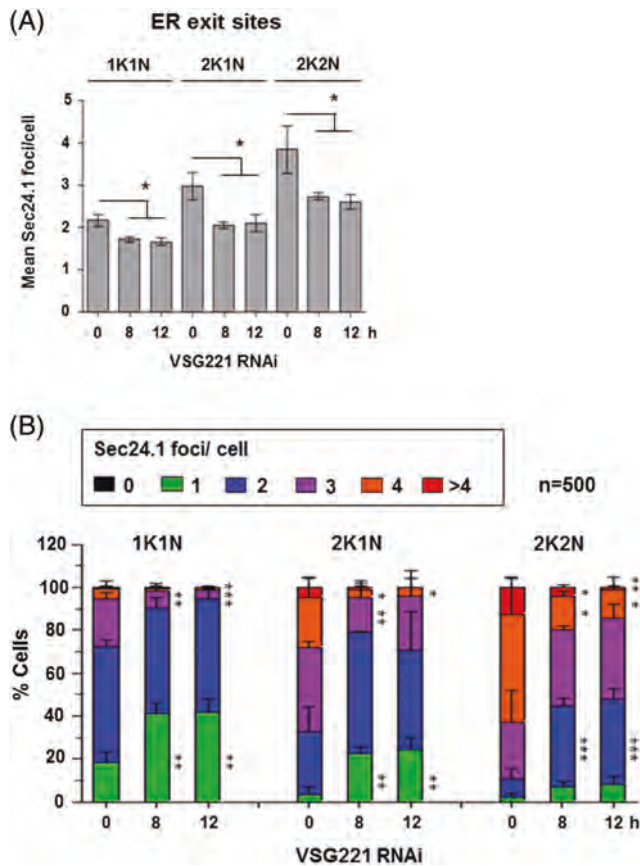 (A)
ER exit sites
1K1N 2K1N 2K2N
5
4
3
2
1
0
Mean Sec24.1 foci/cell
* * *
0 8 12 0 8 12 0 8 12 h
VSG221 RNAi
(B)
Sec24.1 foci/ cell
0 1 2 3 4 >4
n=500
1K1N 2K1N 2K2N
120
100
80
60
40
20
0
% Cells
** *** ** * * * * * **
** ** ** ** *** ***
0 8 12 0 8 12 0 8 12 h
VSG221 RNAi